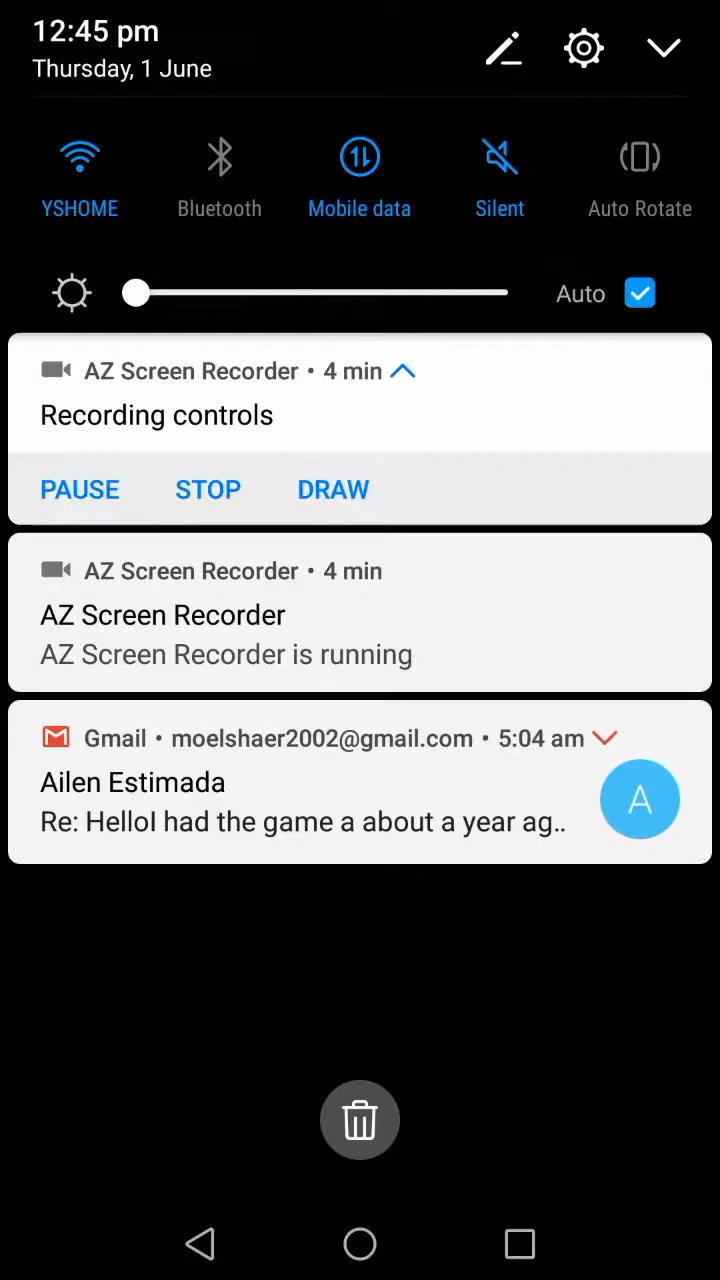 12:45 pm
Thursday, 1 June
YSHOME Bluetooth Mobile data Silent Auto Rotate
Auto
AZ Screen Recorder • 4 min
Recording controls
PAUSE STOP DRAW
AZ Screen Recorder • 4 min
AZ Screen Recorder
AZ Screen Recorder is running
Gmail • moelshaer2002@gmail.com • 5:04 am
Ailen Estimada
Re: HelloI had the game a about a year ag..
A